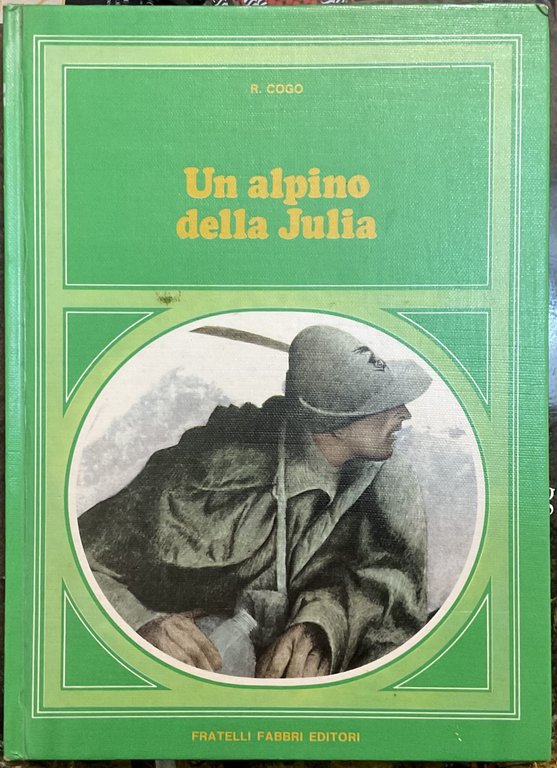 R. COGO
Un alpino
della Julia
FRATELLI FABBRI EDITORI